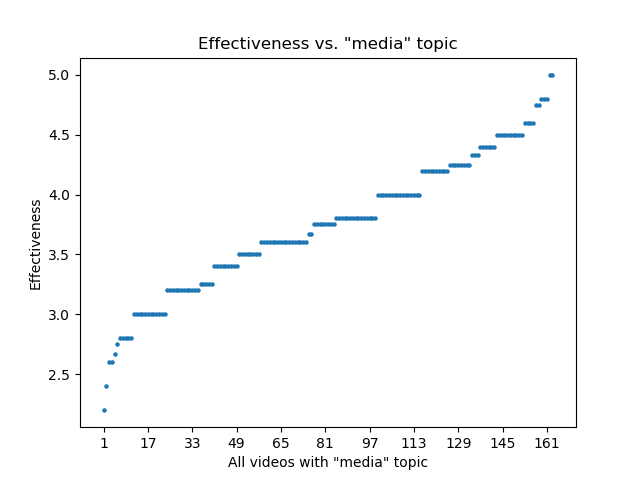 Effectiveness vs. "media" topic
5.0
4.5
4.0
3.5
3.0
2.5
Effectiveness
1 17 33 49 65 81 97 113 129 145 161
All videos with "media" topic